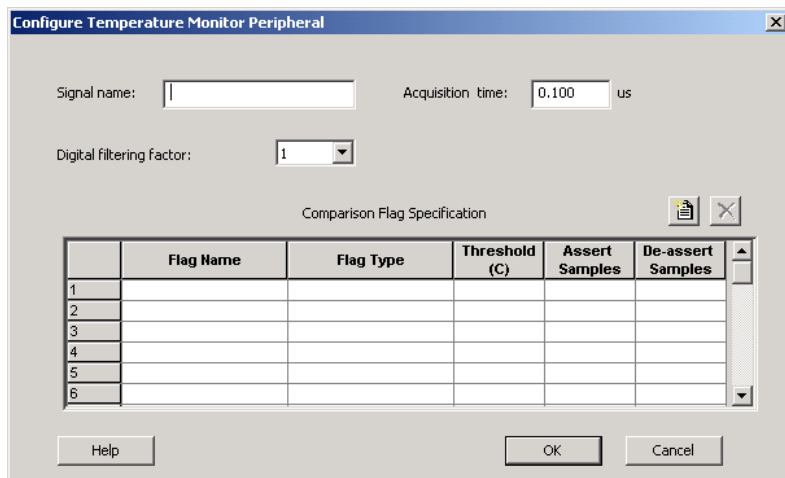 Configure Temperature Monitor Peripheral
Signal name:
Acquisition time: 0.100 us
Digital filtering factor: 1
Comparison Flag Specification
Flag Name Flag Type Threshold (C) Assert Samples De-assert Samples
1
2
3
4
5
6
Help OK Cancel